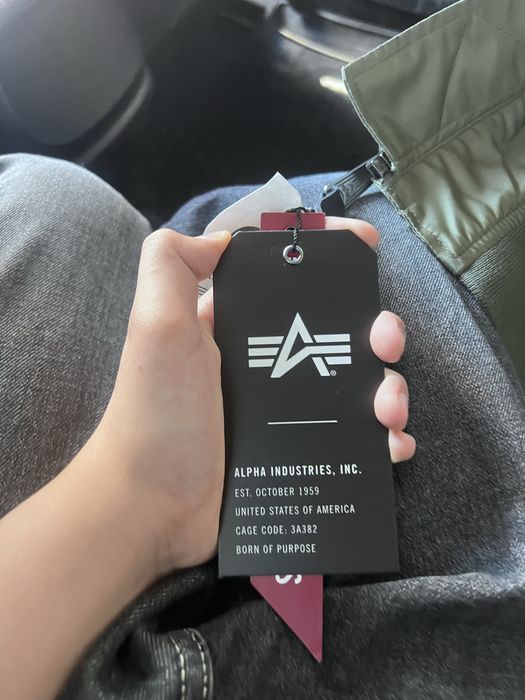 ALPHA INDUSTRIES, INC.
EST. OCTOBER 1959
UNITED STATES OF AMERICA
CAGE CODE: 3A382
BORN OF PURPOSE
S